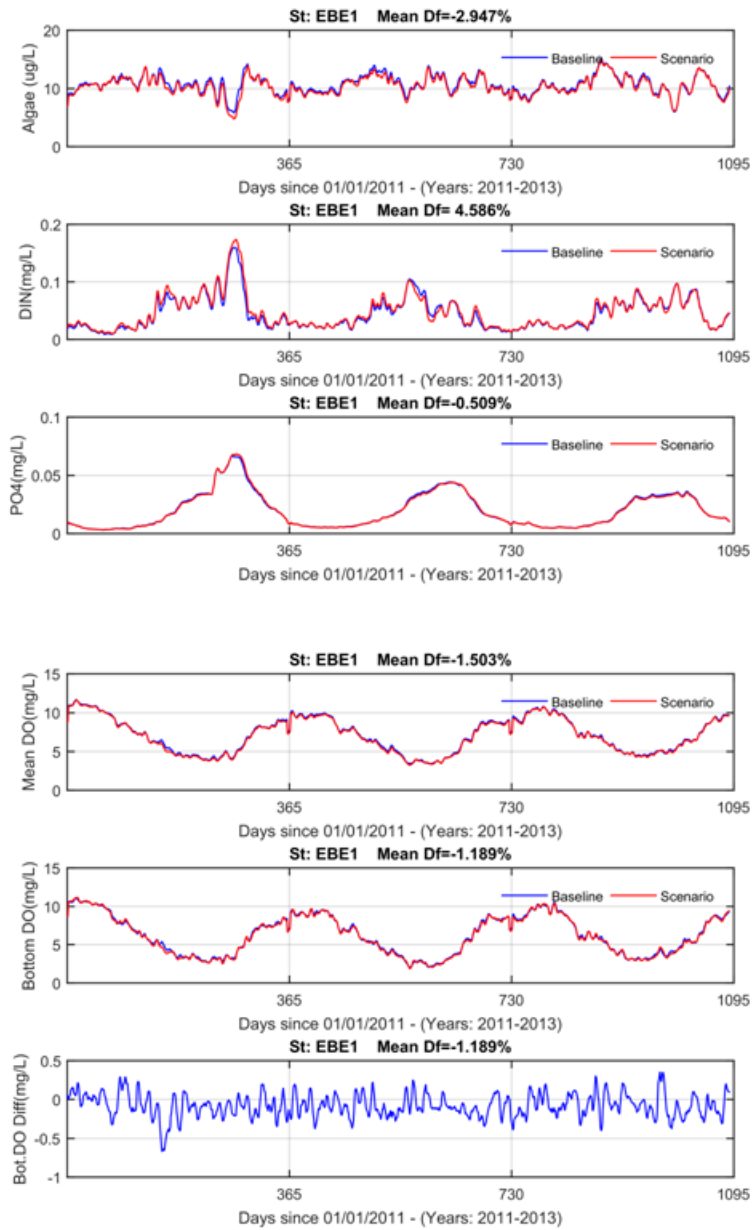 St: EBE1 Mean Df=-2.947%
20
10
0
Algae (ug/L)
Baseline Scenario
365 730 1095
Days since 01/01/2011 - (Years: 2011-2013)
St: EBE1 Mean Df= 4.586%
0.2
0.1
0
DIN(mg/L)
Baseline Scenario
365 730 1095
Days since 01/01/2011 - (Years: 2011-2013)
St: EBE1 Mean Df=-0.509%
0.1
0.05
0
PO4(mg/L)
Baseline Scenario
365 730 1095
Days since 01/01/2011 - (Years: 2011-2013)
St: EBE1 Mean Df=-1.503%
15
10
5
0
Mean DO(mg/L)
Baseline Scenario
365 730 1095
Days since 01/01/2011 - (Years: 2011-2013)
St: EBE1 Mean Df=-1.189%
15
10
5
0
Bottom DO(mg/L)
Baseline Scenario
365 730 1095
Days since 01/01/2011 - (Years: 2011-2013)
St: EBE1 Mean Df=-1.189%
0.5
0
-0.5
-1
Bot.DO Diff(mg/L)
365 730 1095
Days since 01/01/2011 - (Years: 2011-2013)